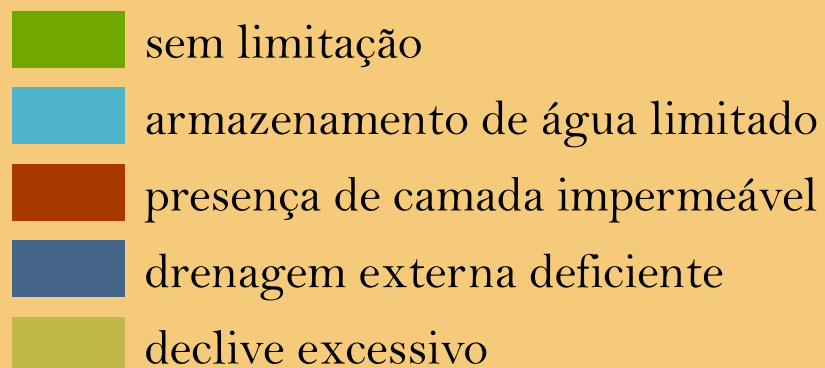 sem limitação
armazenamento de água limitado
presença de camada impermeável
drenagem externa deficiente
declive excessivo